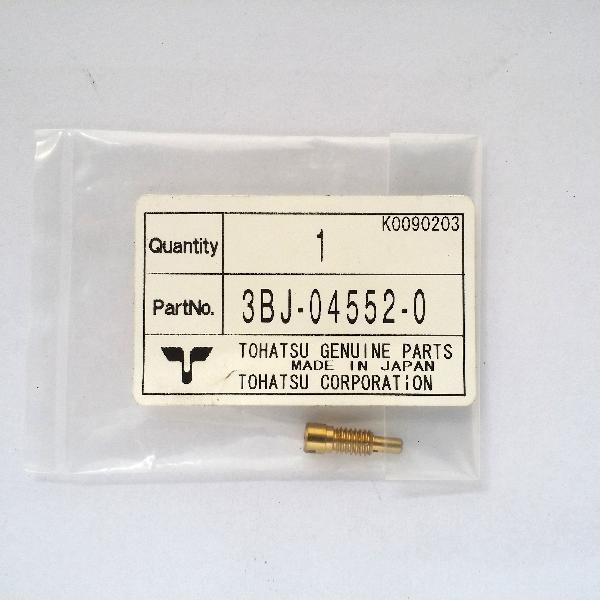 K0090203
Quantity 1
PartNo. 3BJ-04552-0
TOHATSU GENUINE PARTS
MADE IN JAPAN
TOHATSU CORPORATION